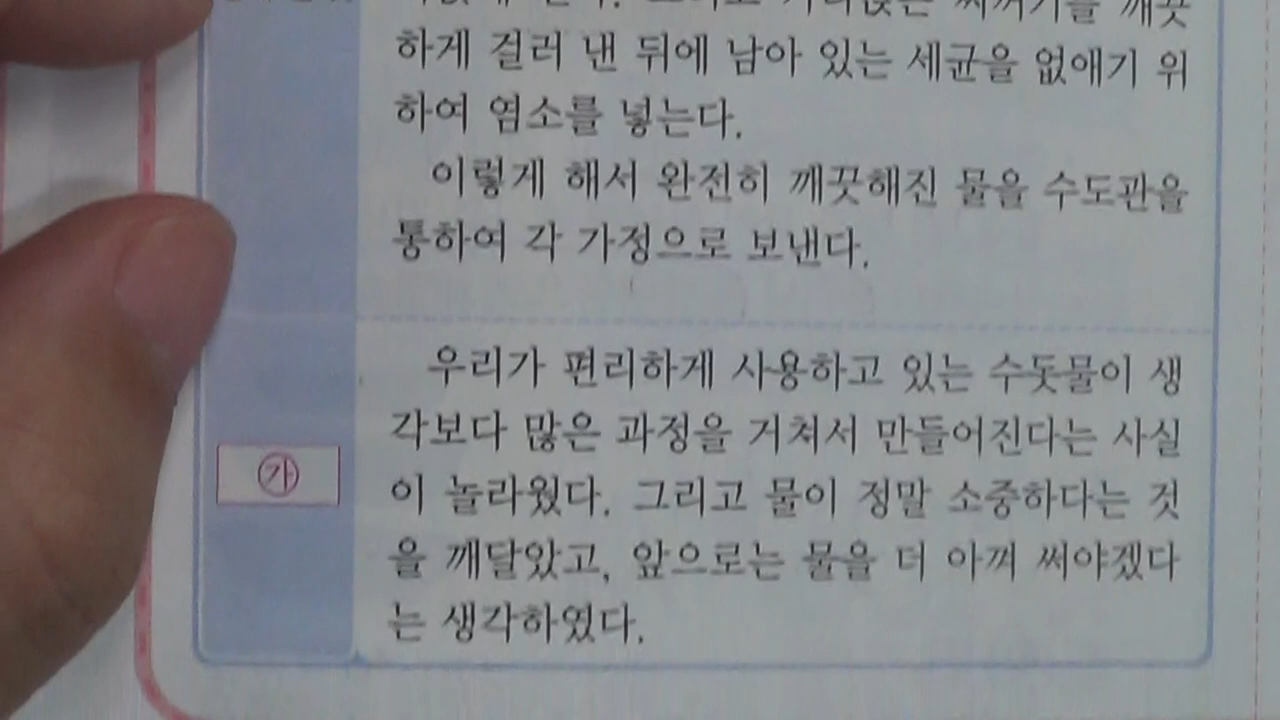 하게 걸러 낸 뒤에 남아 있는 세균을 없애기 위
하여 염소를 넣는다.
이렇게 해서 완전히 깨끗해진 물을 수도관을
통하여 각 가정으로 보낸다.
우리가 편리하게 사용하고 있는 수돗물이 생
각보다 많은 과정을 거쳐서 만들어진다는 사실
㉮
이 놀라웠다. 그리고 물이 정말 소중하다는 것
을 깨달았고, 앞으로는 물을 더 아껴 써야겠다
는 생각하였다.